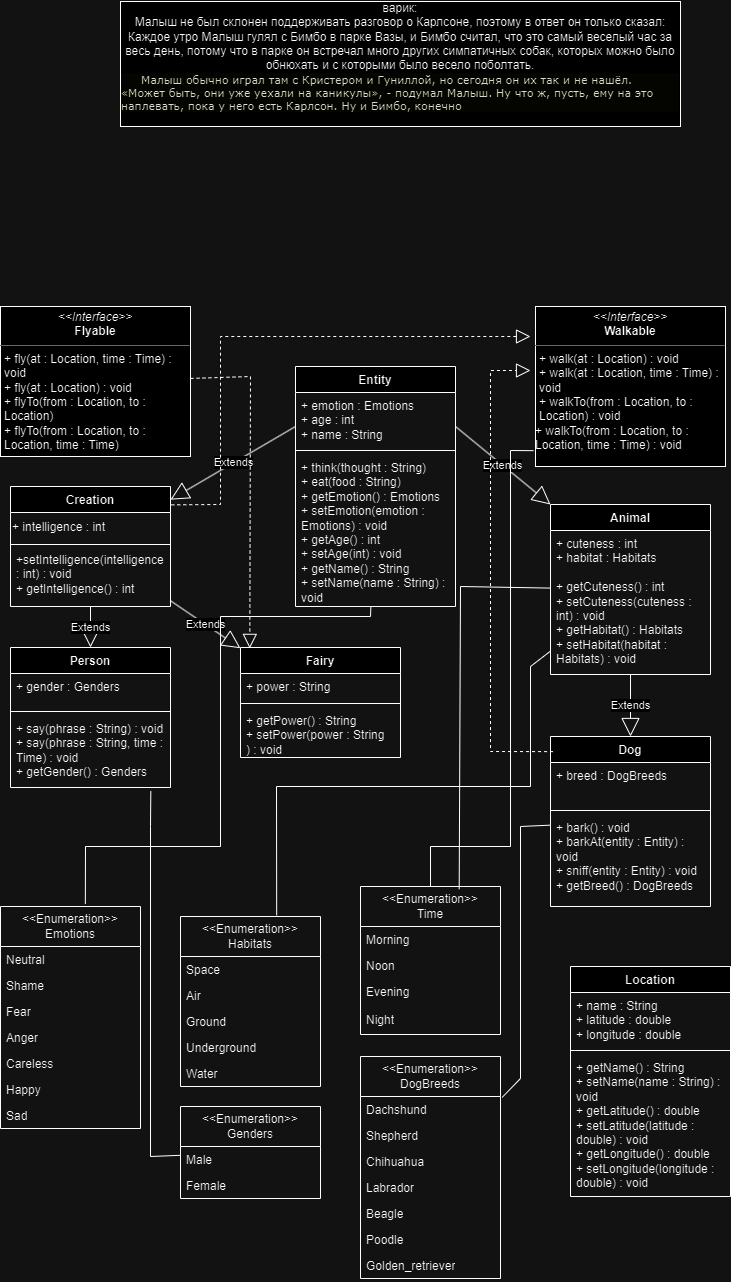 варик:
Малыш не был склонен поддерживать разговор о Карлсоне, поэтому в ответ он только сказал:
Каждое утро Малыш гулял с Бимбо в парке Вазы, и Бимбо считал, что это самый веселый час за
весь день, потому что в парке он встречал много других симпатичных собак, которых можно было
обнюхать и с которыми было весело поболтать.
Малыш обычно играл там с Кристером и Гуниллой, но сегодня он их так и не нашёл.
«Может быть, они уже уехали на каникулы», - подумал Малыш. Ну что ж, пусть, ему на это
наплевать, пока у него есть Карлсон. Ну и Бимбо, конечно
<<Interface>>
Flyable
+ fly(at : Location, time : Time) :
void
+ fly(at : Location) : void
+ flyTo(from : Location, to :
Location)
+ flyTo(from : Location, to :
Location, time : Time)
<<Interface>>
Walkable
+ walk(at : Location) : void
+ walk(at : Location, time : Time) :
void
+ walkTo(from : Location, to :
Location) : void
+ walkTo(from : Location, to :
Location, time : Time) : void
Entity
+ emotion : Emotions
+ age : int
+ name : String
+ think(thought : String)
+ eat(food : String)
+ getEmotion() : Emotions
+ setEmotion(emotion :
Emotions) : void
+ getAge() : int
+ setAge(int) : void
+ getName() : String
+ setName(name : String) :
void
Extends
Extends
Creation
+ intelligence : int
+setIntelligence(intelligence
: int) : void
+ getIntelligence() : int
Animal
+ cuteness : int
+ habitat : Habitats
+ getCuteness() : int
+ setCuteness(cuteness :
int) : void
+ getHabitat() : Habitats
+ setHabitat(habitat :
Habitats) : void
Extends
Extends
Person
+ gender : Genders
+ say(phrase : String) : void
+ say(phrase : String, time :
Time) : void
+ getGender() : Genders
Fairy
+ power : String
+ getPower() : String
+ setPower(power : String
) : void
Extends
Dog
+ breed : DogBreeds
+ bark() : void
+ barkAt(entity : Entity) :
void
+ sniff(entity : Entity) : void
+ getBreed() : DogBreeds
<<Enumeration>>
Emotions
Neutral
Shame
Fear
Anger
Careless
Happy
Sad
<<Enumeration>>
Habitats
Space
Air
Ground
Underground
Water
<<Enumeration>>
Time
Morning
Noon
Evening
Night
Location
+ name : String
+ latitude : double
+ longitude : double
+ getName() : String
+ setName(name : String) :
void
+ getLatitude() : double
+ setLatitude(latitude :
double) : void
+ getLongitude() : double
+ setLongitude(longitude :
double) : void
<<Enumeration>>
Genders
Male
Female
<<Enumeration>>
DogBreeds
Dachshund
Shepherd
Chihuahua
Labrador
Beagle
Poodle
Golden_retriever